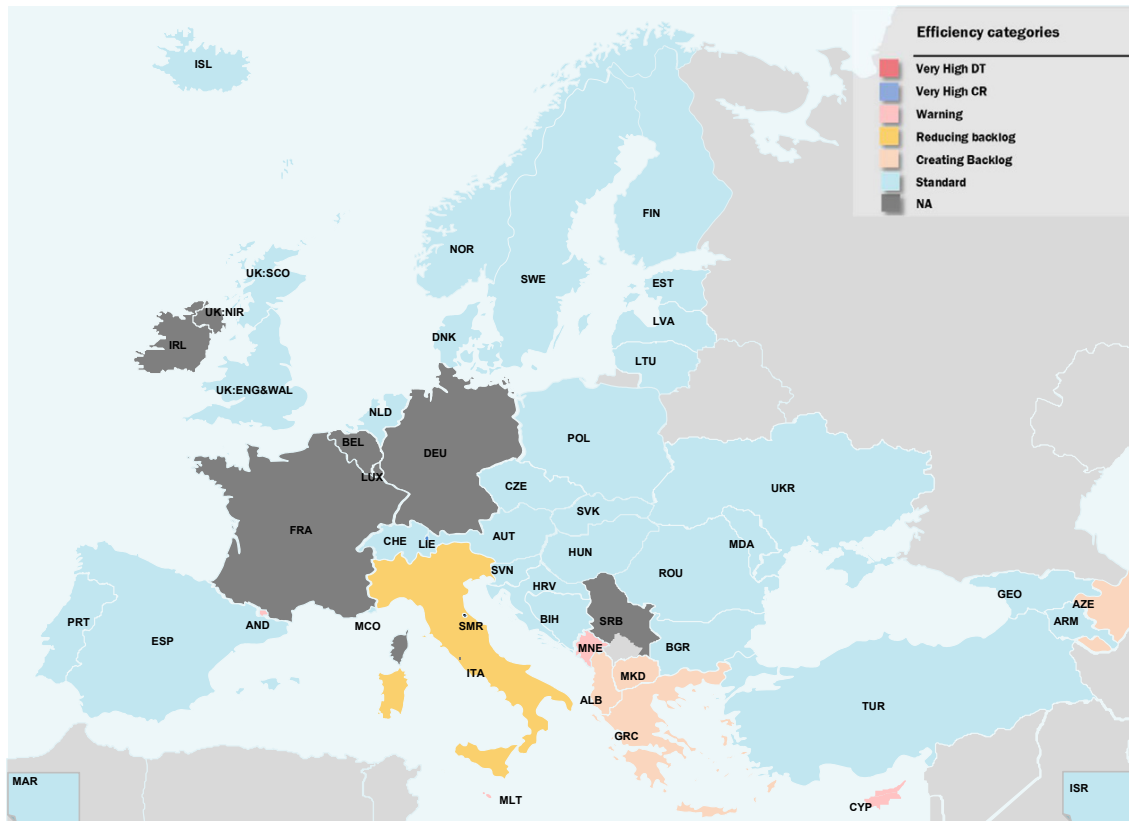 Efficiency categories
Very High DT
Very High CR
Warning
Reducing backlog
Creating Backlog
Standard
NA
ISL
FIN
NOR
UK:SCO
SWE
EST
UK:NIR
LVA
DNK
IRL
LTU
UK:ENG&WAL
NLD
POL
BEL
DEU
LUX
CZE
UKR
SVK
FRA
AUT
CHE
LİE
MDA
HUN
SVN
ROU
HRV
GEO
AZE
PRT
AND
MCO
SMR
BIH
SRB
ARM
ESP
MNE
BGR
ITA
MKD
ALB
TUR
GRC
MAR
ISR
MLT
CYP